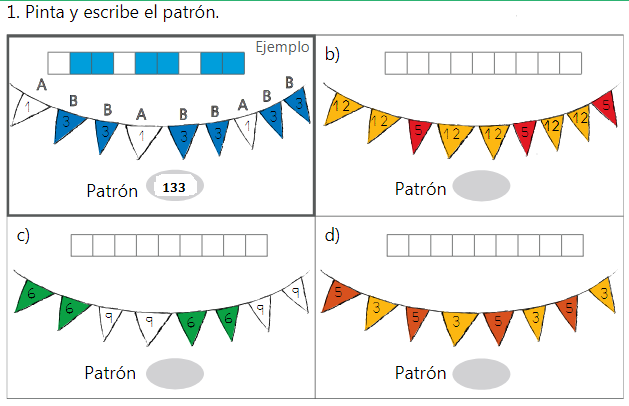 1. Pinta y escribe el patrón.
Ejemplo
A B B A B B A B B
1 3 3 1 3 3 1 3 3
Patrón 133
b)
12 12 5 12 12 5 12 12 5
Patrón
c)
6 6 9 9 6 6 9 9
Patrón
d)
5 3 5 3 5 3 5 3
Patrón